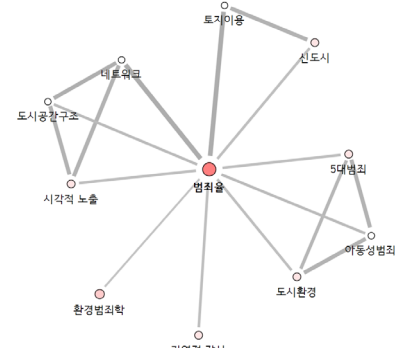 토지이용
신도시
네트워크
도시공간구조
5대범죄
범죄율
시각적 노출
아동성범죄
도시환경
환경범죄학